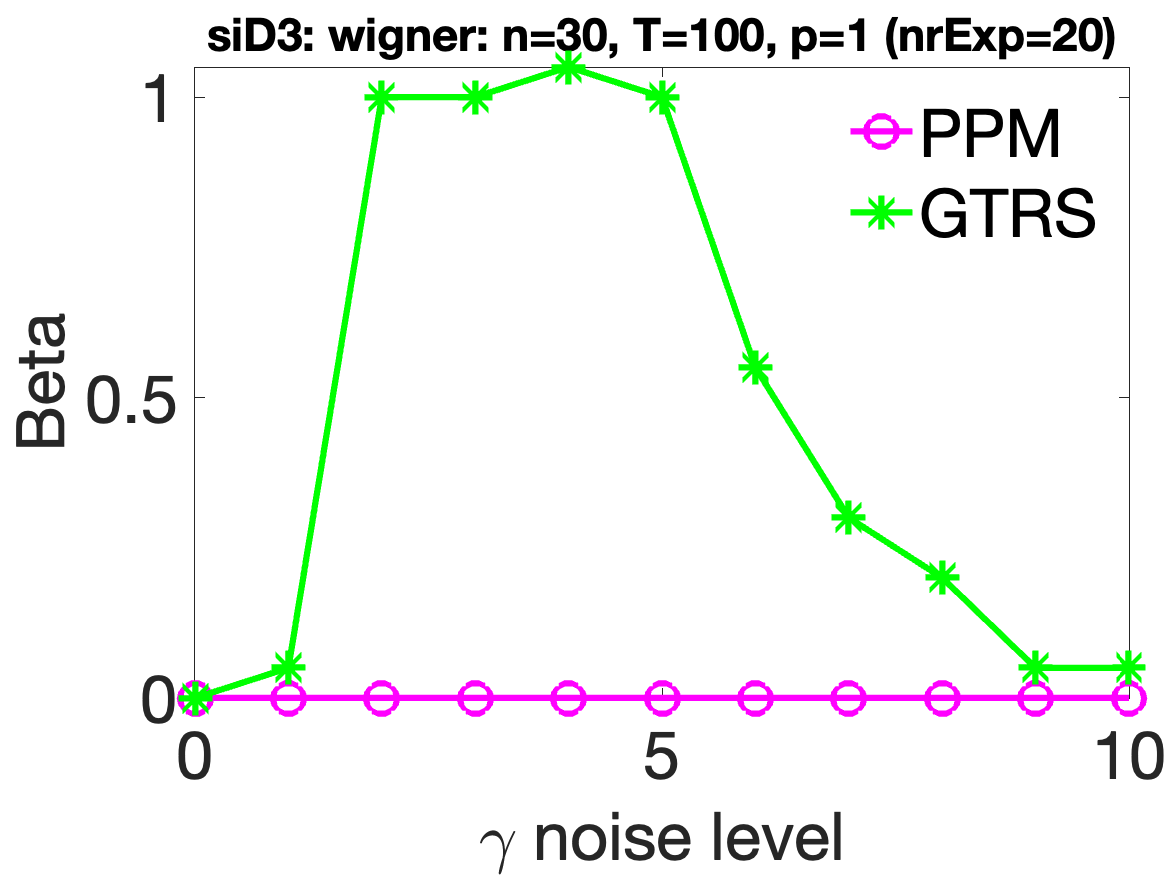 siD3: wigner: n=30, T=100, p=1 (nrExp=20)
1
0.5
0
Beta
PPM
GTRS
0 5 10
γ noise level